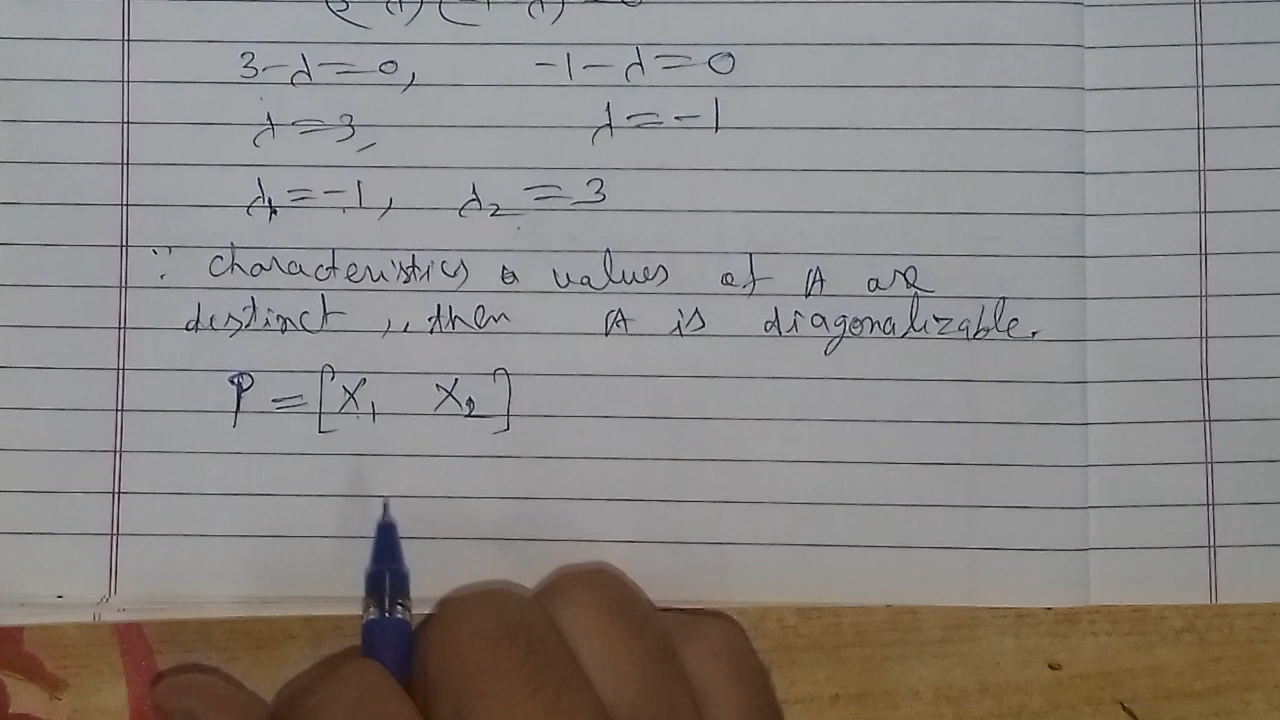 3-λ=0, -1-λ=0
λ=3, λ=-1
λ₁=-1, λ₂=3
∵ characteristics values of A are
distinct, then A is diagonalizable.
P = [X₁ X₂]